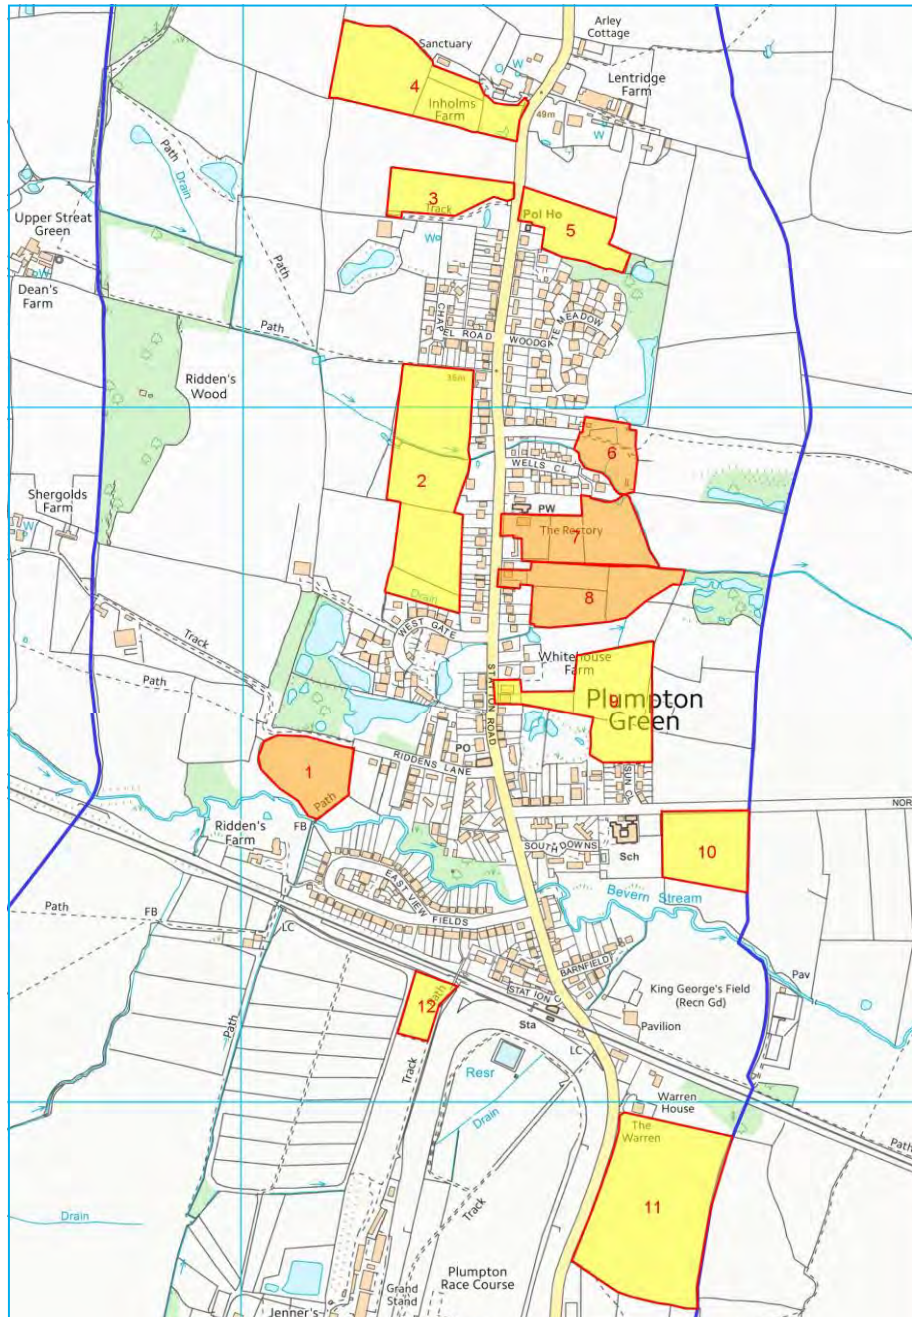 Arley
Cottage
Sanctuary
W
Lentridge
Farm
4
Inholms
Farm
49m
W
Path
Drain
3
Track
Pol Ho
5
Upper Streat
Green
W
W
Dean's
Farm
Path
CHAPEL ROAD
WOODGATE MEADOW
Path
Ridden's
Wood
2
6
WELLS CL
Shergolds
Farm
W
PW
The Rectory
7
8
Drain
WEST GATE
Track
Path
Whitehouse
Farm
9
Plumpton
Green
STATION ROAD
PO
RIDDENS LANE
1
Path
SUN CL
NOR
Ridden's
Farm
FB
SOUTHDOWNS
Sch
10
EAST VIEW FIELDS
Bevern Stream
Path
FB
LC
BARNFIELD
King George's Field
(Recn Gd)
Pav
12
Path
STATION C
Sta
Pavilion
Path
LC
Track
Resr
Warren
House
Drain
The
Warren
Path
11
Drain
Track
Plumpton
Race Course
Grand
Stand
Jenner's